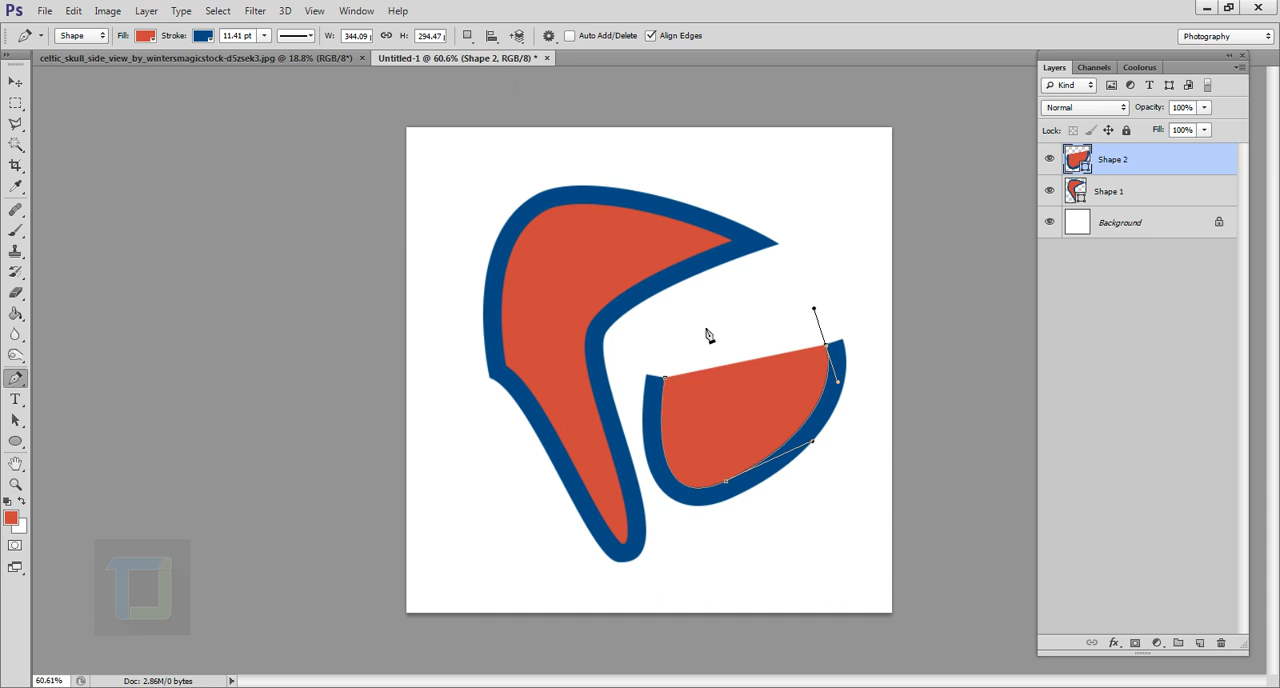 Ps File Edit Image Layer Type Select Filter 3D View Window Help
Shape Fill: Stroke: 11.41 pt W: 344.09 H: 294.47 Auto Add/Delete Align Edges Photography
celtic_skull_side_view_by_wintersmagicstock-d5zsek3.jpg @ 18.8% (RGB/8*) × Untitled-1 @ 60.6% (Shape 2, RGB/8) * ×
Layers Channels Coolorus
Kind
Normal Opacity: 100%
Lock: Fill: 100%
Shape 2
Shape 1
Background
TJ
fx
60.61% Doc: 2.86M/0 bytes